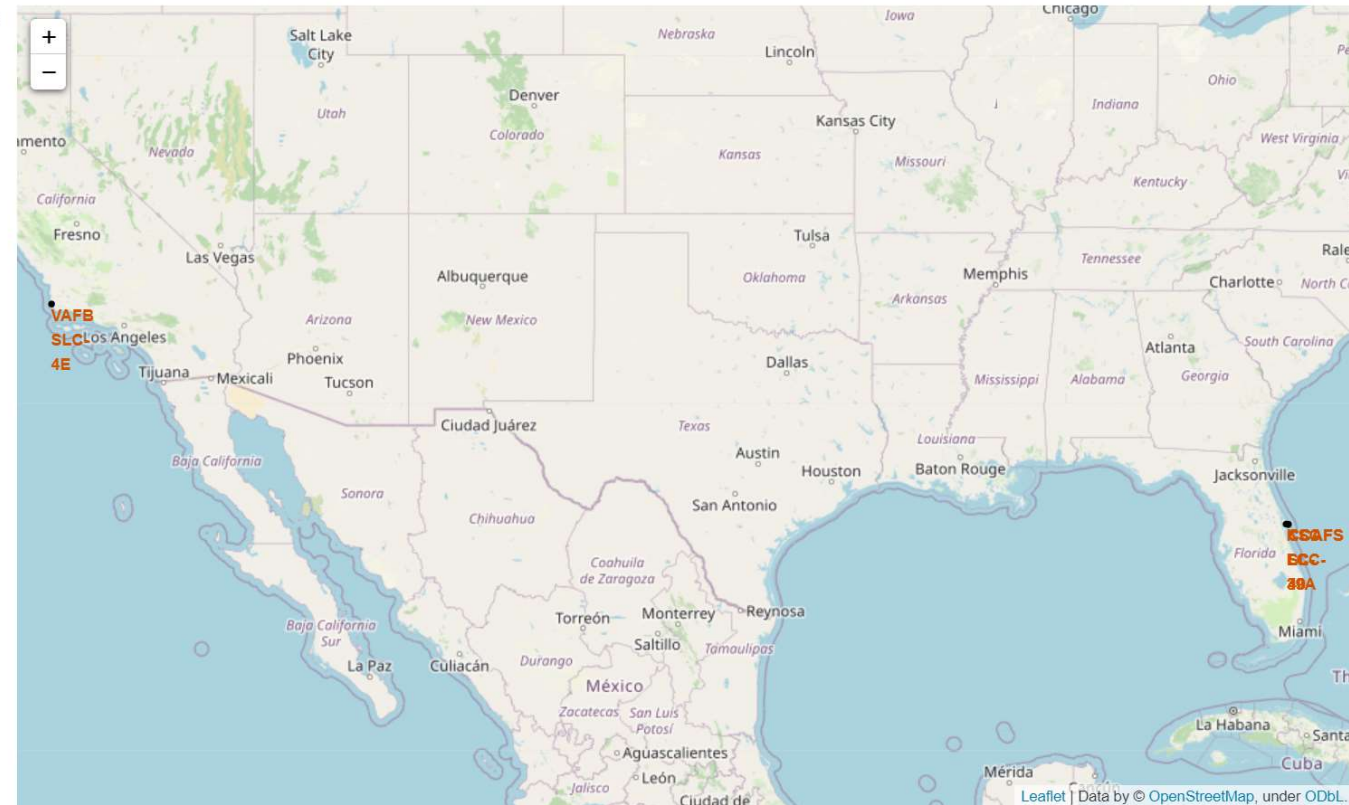 +
−
Salt Lake
City
Iowa
Chicago
Nebraska
Lincoln
Ohio
Denver
Utah
Indiana
Colorado
Kansas City
West Virginia
Nevada
Kansas
Missouri
Kentucky
California
Fresno
Las Vegas
Tulsa
Albuquerque
Oklahoma
Memphis
Tennessee
Charlotte
Arkansas
VAFB
SLC-
4E
Los Angeles
Arizona
New Mexico
South Carolina
Atlanta
Phoenix
Dallas
Tijuana
Mexicali
Tucson
Mississippi
Alabama
Georgia
Ciudad Juárez
Texas
Louisiana
Austin
Baton Rouge
Baja California
Houston
Jacksonville
Sonora
San Antonio
Chihuahua
Florida
Coahuila
de Zaragoza
Torreón
Monterrey
Reynosa
Baja California
Sur
Saltillo
Tamaulipas
Miami
La Paz
Culiacán
Durango
México
Zacatecas
San Luis
Potosí
La Habana
Aguascalientes
Cuba
León
Mérida
Jalisco
Ciudad de
Leaflet | Data by © OpenStreetMap, under ODbL.